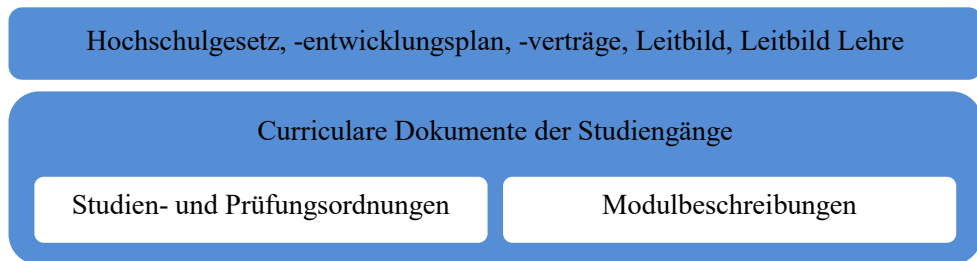 Hochschulgesetz, -entwicklungsplan, -verträge, Leitbild, Leitbild Lehre
Curriculare Dokumente der Studiengänge
Studien- und Prüfungsordnungen
Modulbeschreibungen